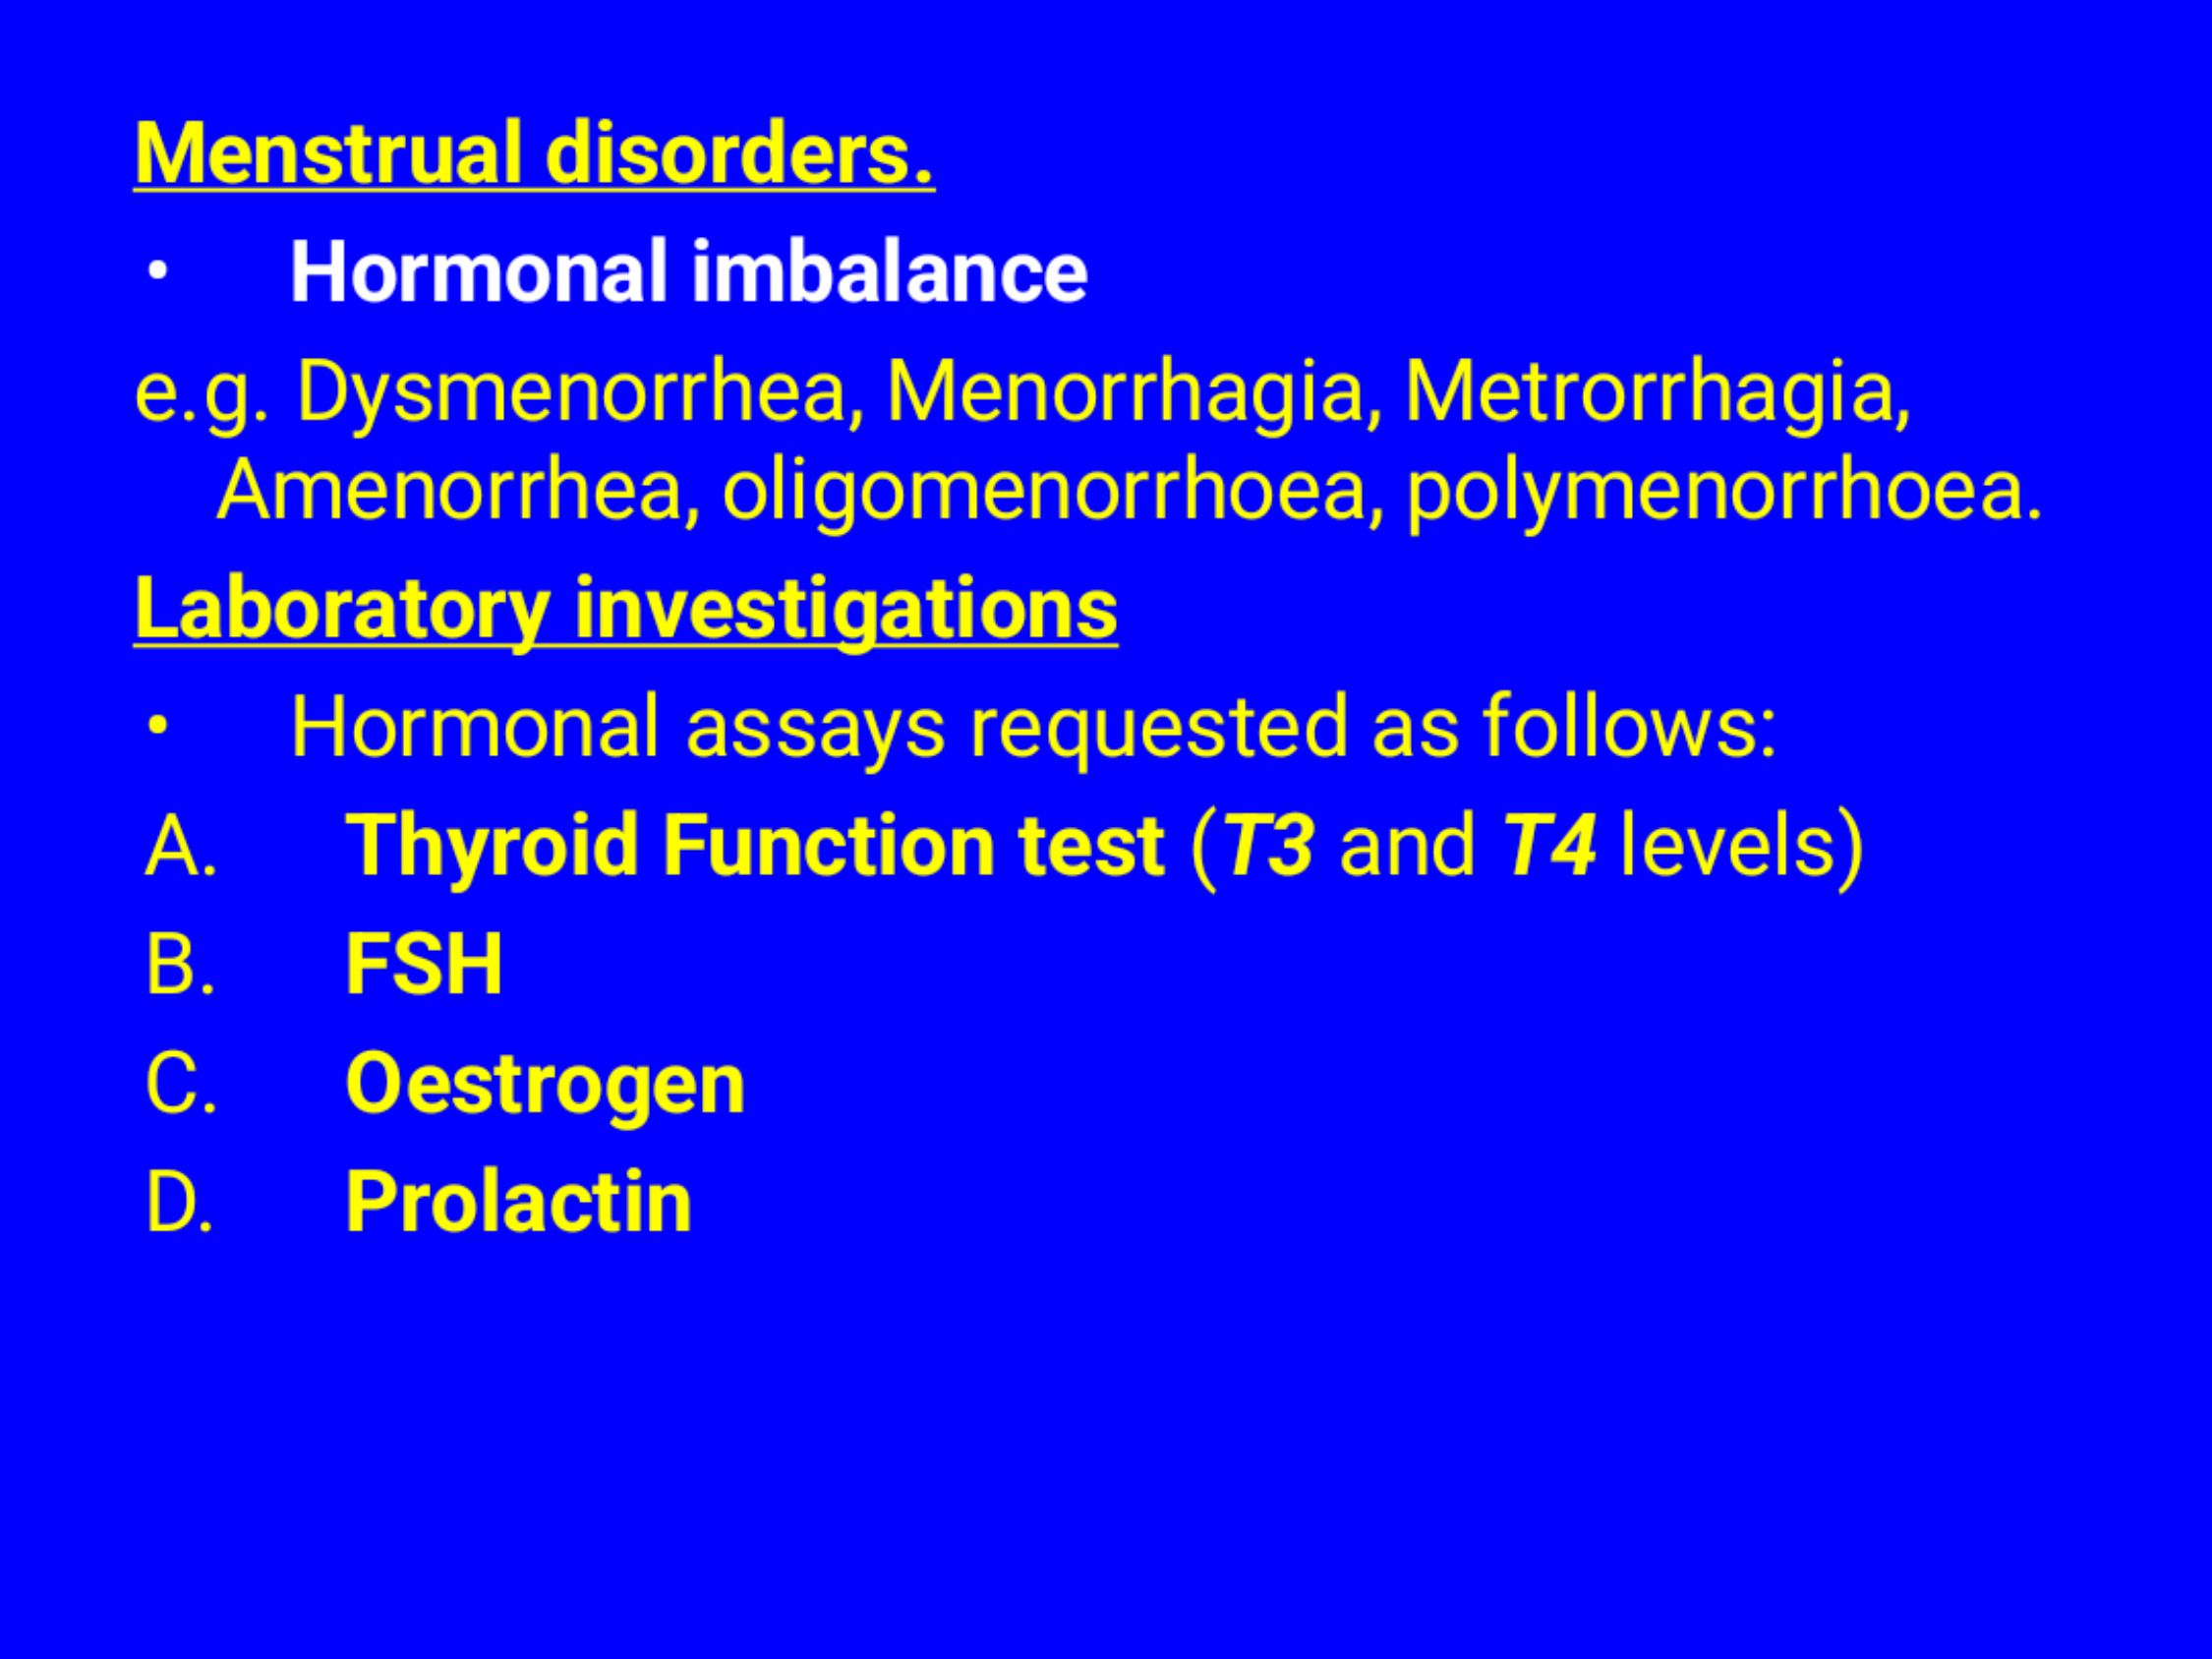 Menstrual disorders.
• Hormonal imbalance
e.g. Dysmenorrhea, Menorrhagia, Metrorrhagia,
Amenorrhea, oligomenorrhoea, polymenorrhoea.
Laboratory investigations
• Hormonal assays requested as follows:
A. Thyroid Function test (T3 and T4 levels)
B. FSH
C. Oestrogen
D. Prolactin